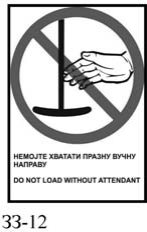 НЕМОЈТЕ ХВАТАТИ ПРАЗНУ ВУЧНУ
НАПРАВУ
DO NOT LOAD WITHOUT ATTENDANT
33-12